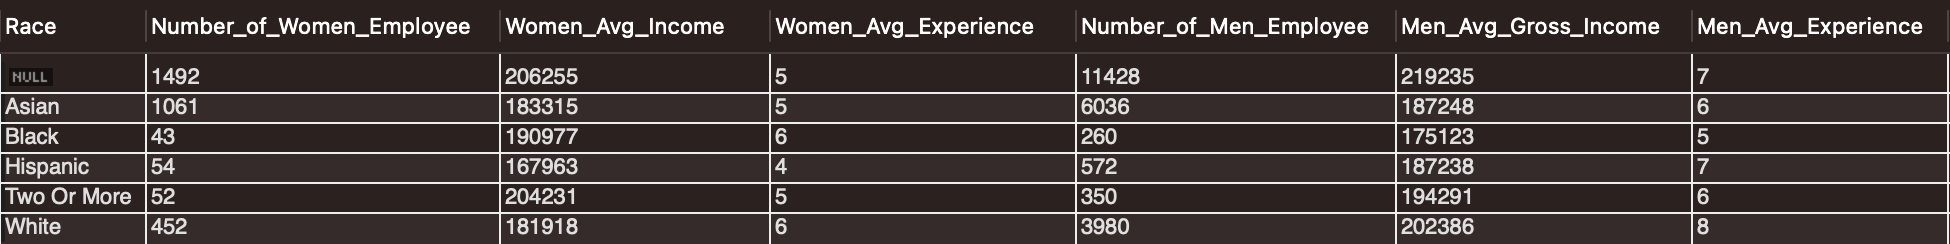 Race Number_of_Women_Employee Women_Avg_Income Women_Avg_Experience Number_of_Men_Employee Men_Avg_Gross_Income Men_Avg_Experience
NULL 1492 206255 5 11428 219235 7
Asian 1061 183315 5 6036 187248 6
Black 43 190977 6 260 175123 5
Hispanic 54 167963 4 572 187238 7
Two Or More 52 204231 5 350 194291 6
White 452 181918 6 3980 202386 8